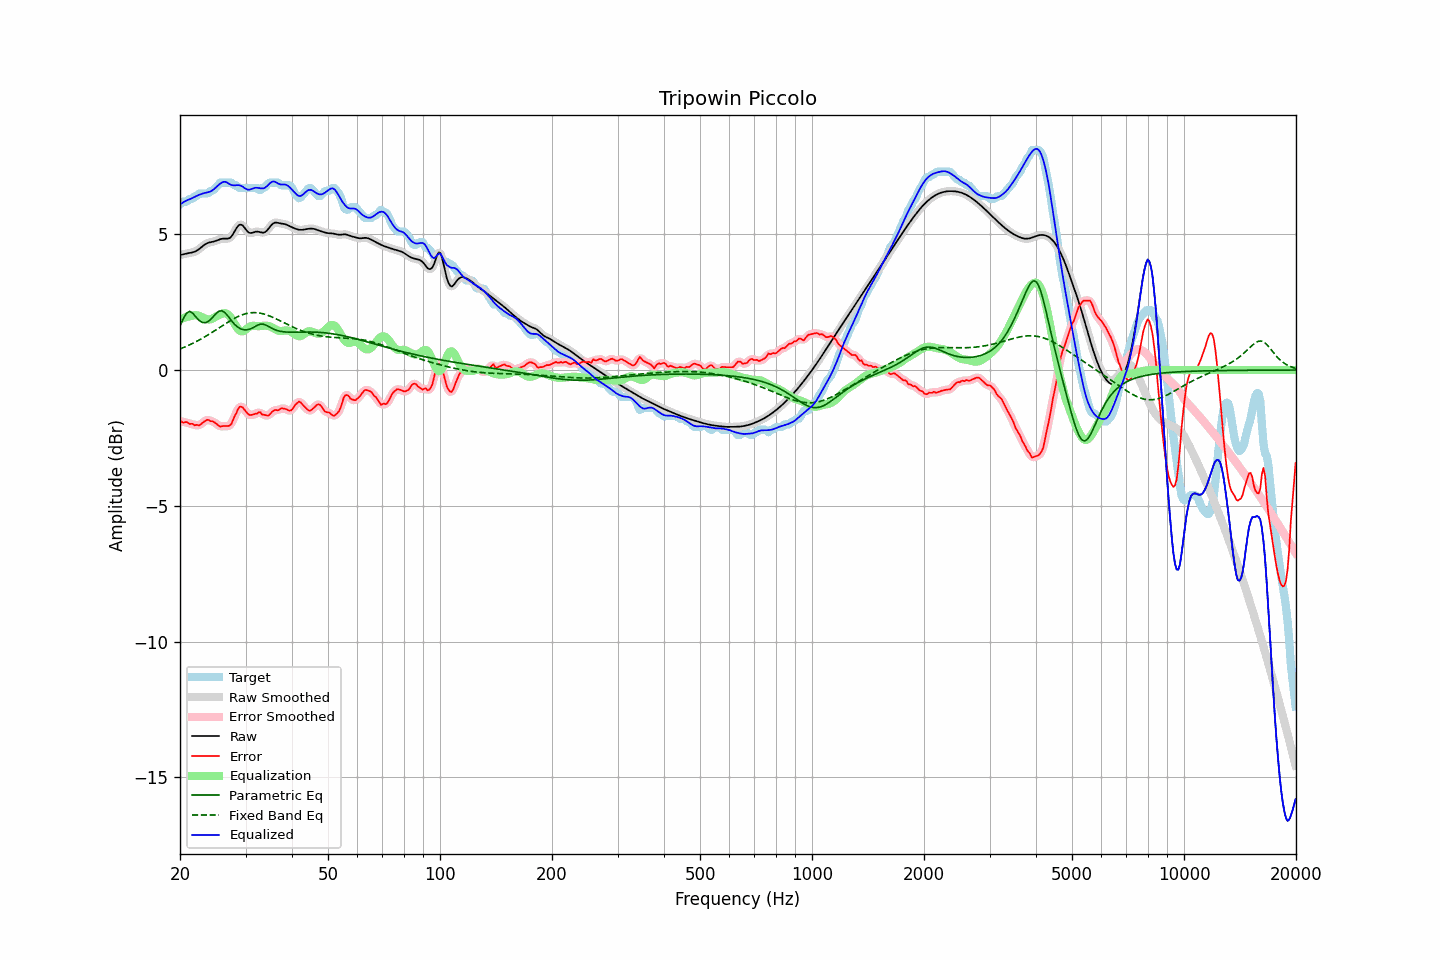 Tripowin Piccolo
Amplitude (dBr)
5
0
−5
−10
−15
Target
Raw Smoothed
Error Smoothed
Raw
Error
Equalization
Parametric Eq
Fixed Band Eq
Equalized
20 50 100 200 500 1000 2000 5000 10000 20000
Frequency (Hz)